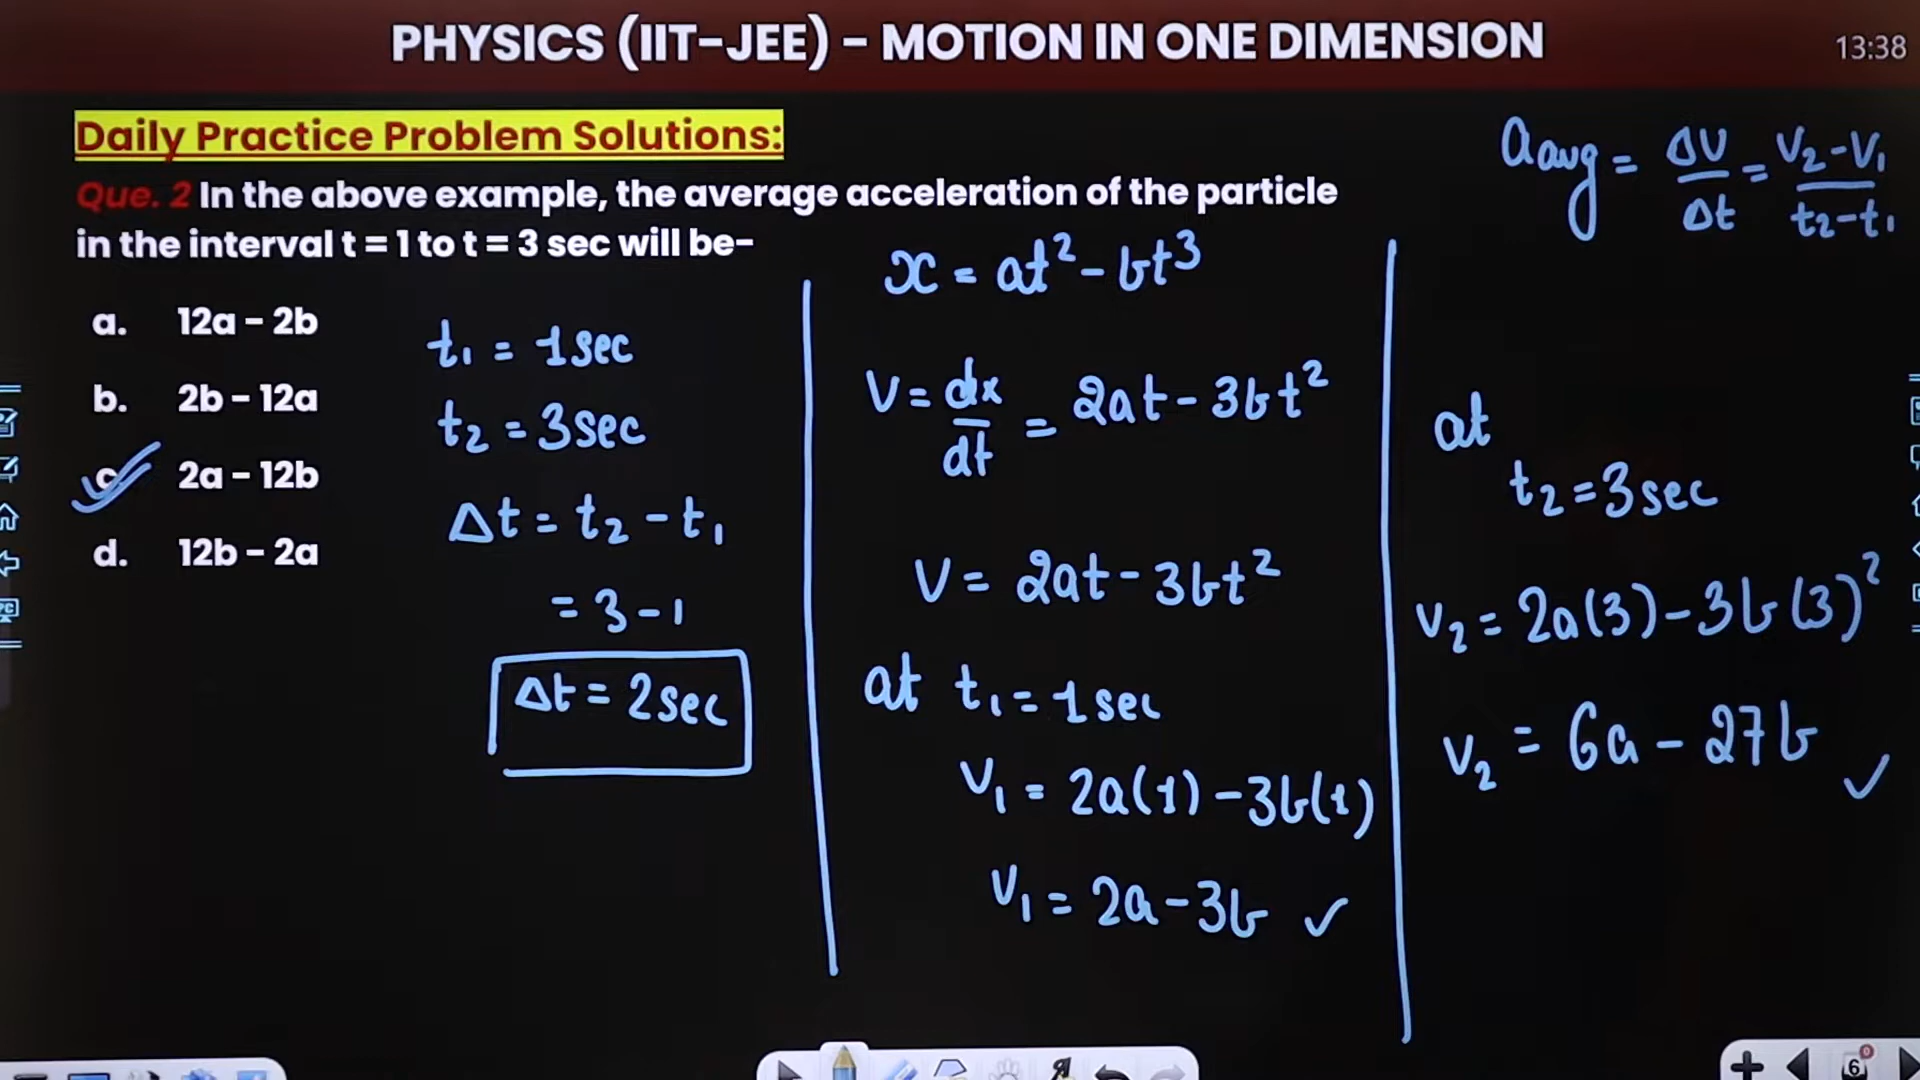 PHYSICS (IIT-JEE) - MOTION IN ONE DIMENSION
13:38
Daily Practice Problem Solutions:
Que. 2 In the above example, the average acceleration of the particle
in the interval t = 1 to t = 3 sec will be-
a. 12a - 2b
b. 2b - 12a
c. 2a - 12b
d. 12b - 2a
t₁ = 1sec
t₂ = 3sec
Δt = t₂ - t₁
= 3 - 1
Δt = 2sec
x = at² - bt³
V = dx/dt = 2at - 3bt²
V = 2at - 3bt²
at t₁ = 1sec
V₁ = 2a(1) - 3b(1)
V₁ = 2a - 3b ✓
a avg = ΔV/Δt = V₂-V₁/t₂-t₁
at
t₂ = 3sec
V₂ = 2a(3) - 3b(3)²
V₂ = 6a - 27b ✓
6
0